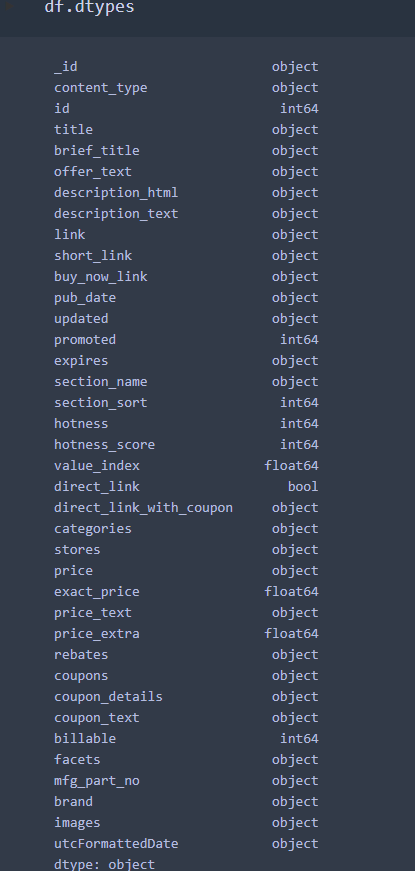 df.dtypes
_id object
content_type object
id int64
title object
brief_title object
offer_text object
description_html object
description_text object
link object
short_link object
buy_now_link object
pub_date object
updated object
promoted int64
expires object
section_name object
section_sort int64
hotness int64
hotness_score int64
value_index float64
direct_link bool
direct_link_with_coupon object
categories object
stores object
price object
exact_price float64
price_text object
price_extra float64
rebates object
coupons object
coupon_details object
coupon_text object
billable int64
facets object
mfg_part_no object
brand object
images object
utcFormattedDate object
dtype: object